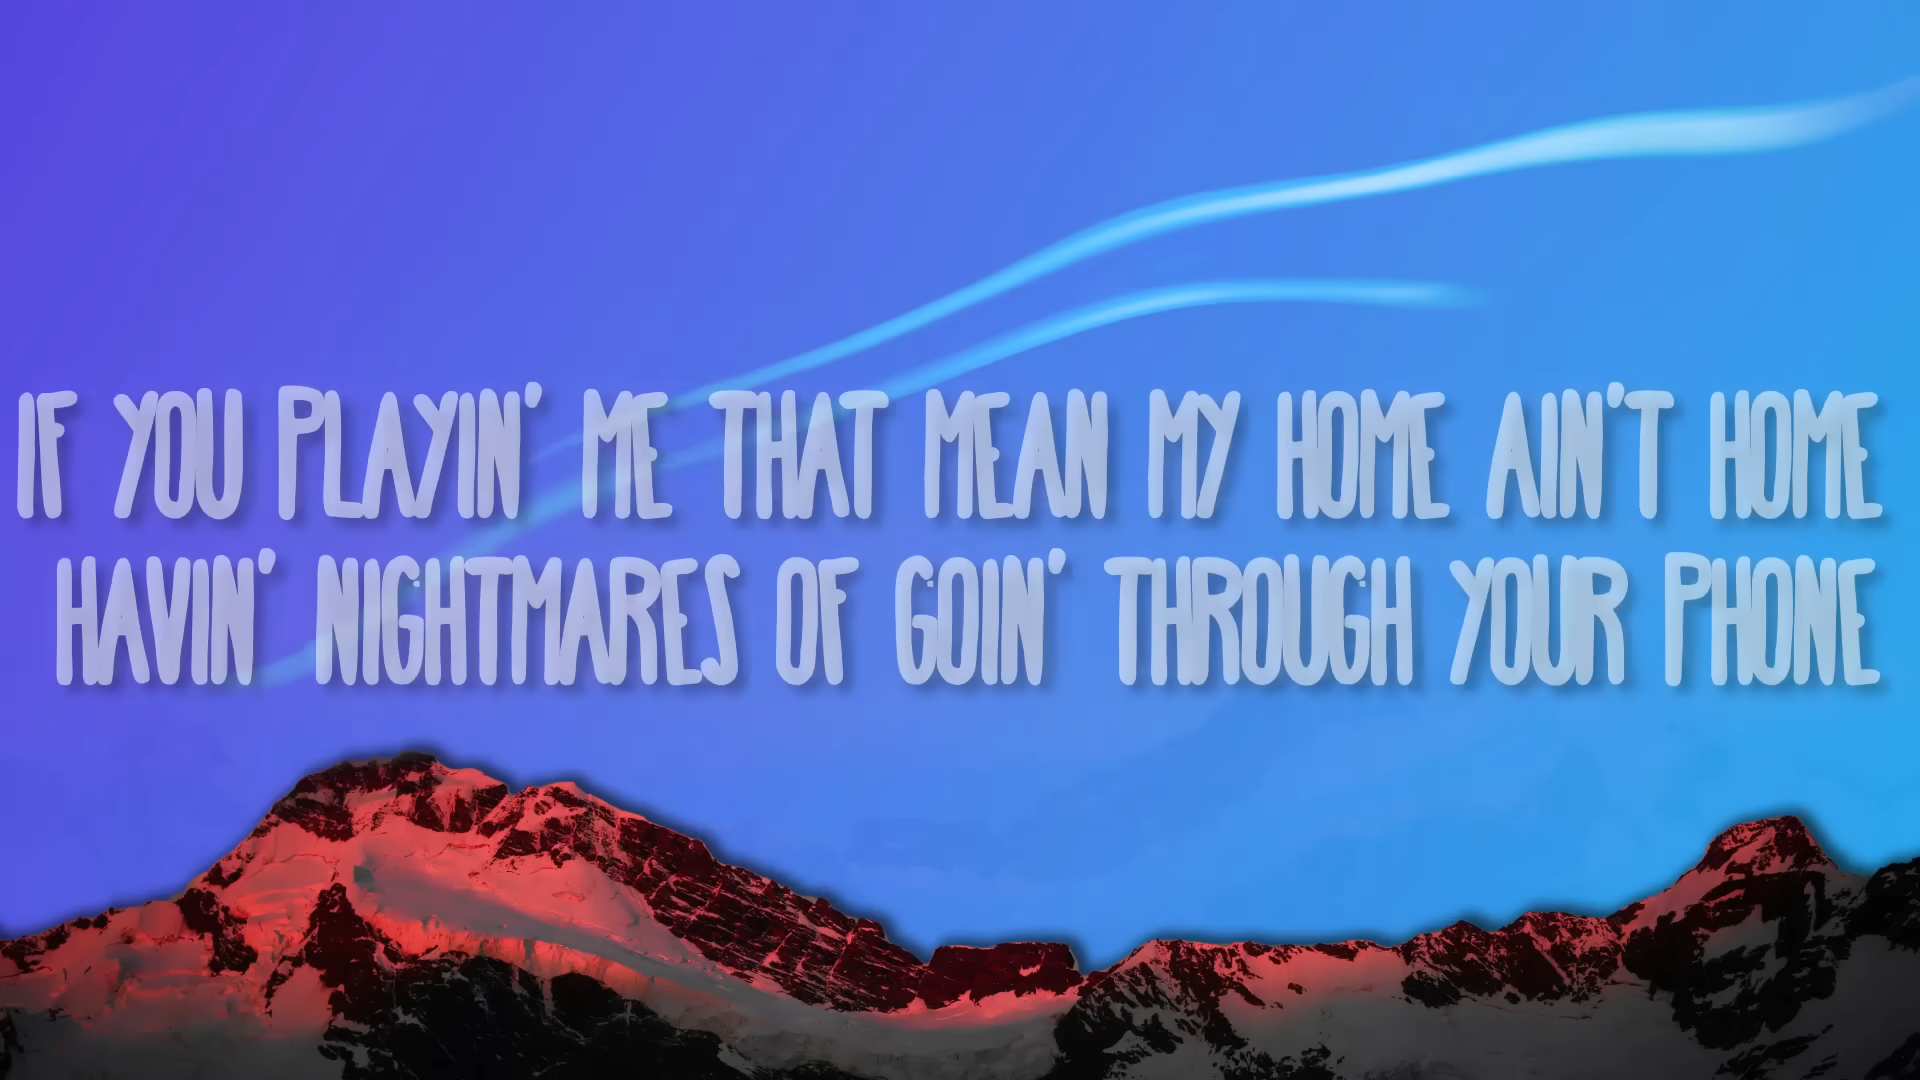 IF YOU PLAYIN' ME THAT MEAN MY HOME AIN'T HOME
HAVIN' NIGHTMARES OF GOIN' THROUGH YOUR PHONE